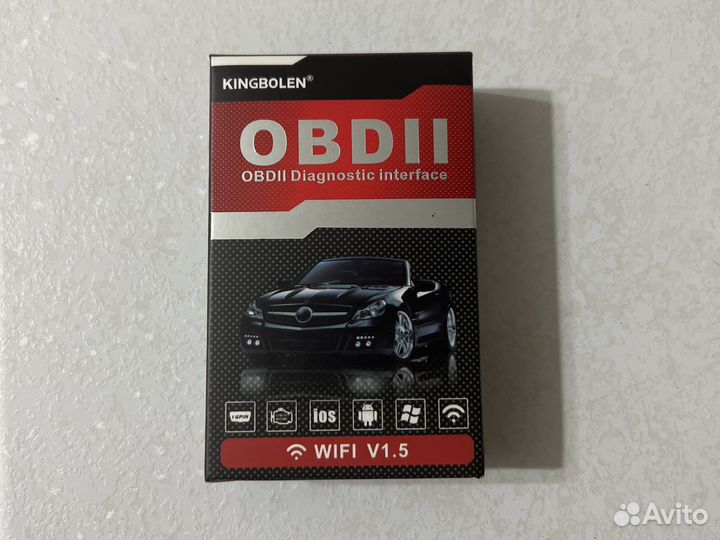 KINGBOLEN®
OBDII
OBDII Diagnostic interface
iOS
WIFI V1.5
Avito